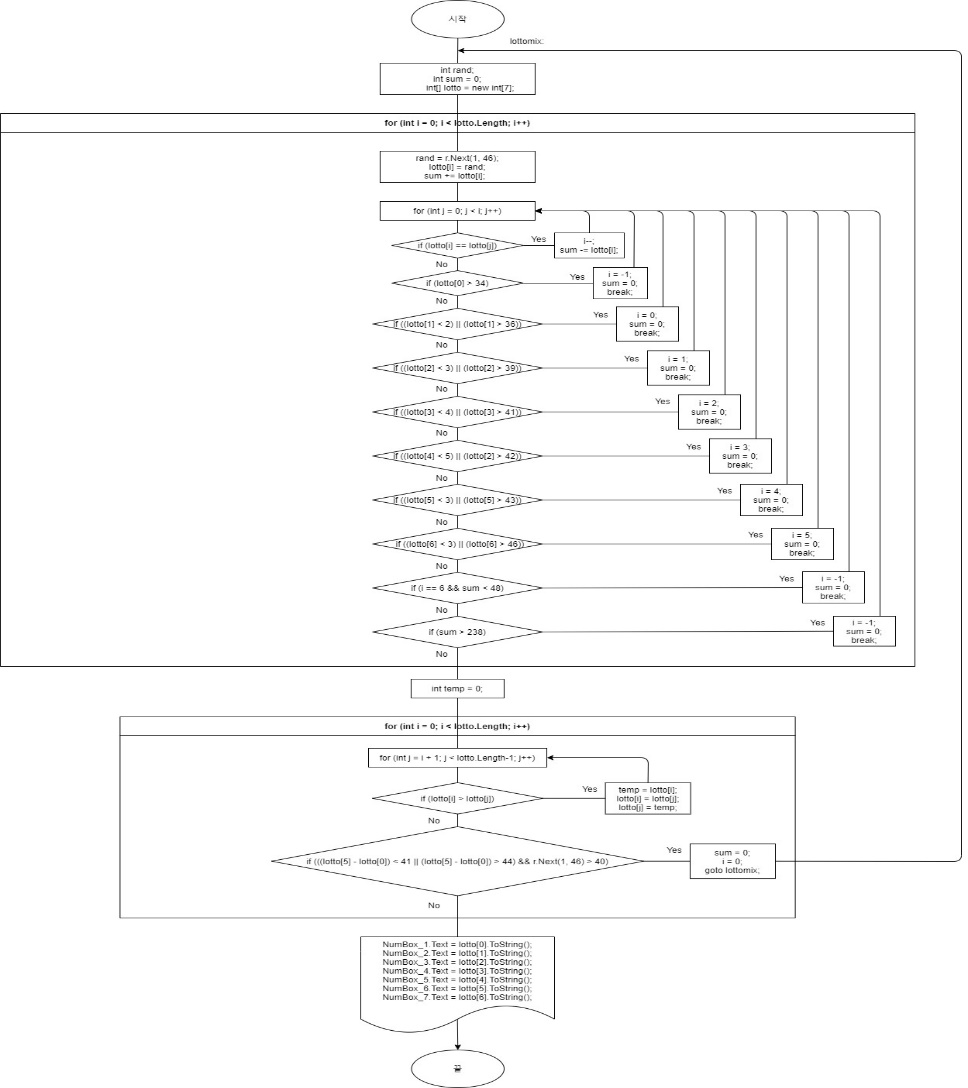 시작
lottomix;
int rand;
int sum = 0;
int[] lotto = new int[7];
for (int i = 0; i < lotto.Length; i++)
rand = r.Next(1, 46);
lotto[i] = rand;
sum += lotto[i];
for (int j = 0; j < i; j++)
if (lotto[i] == lotto[j])
Yes
i--;
sum -= lotto[i];
No
if (lotto[0] > 34)
Yes
i = -1;
sum = 0;
break;
No
if ((lotto[1] < 2) || (lotto[1] > 36))
Yes
i = 0;
sum = 0;
break;
No
if ((lotto[2] < 3) || (lotto[2] > 39))
Yes
i = 1;
sum = 0;
break;
No
if ((lotto[3] < 4) || (lotto[3] > 41))
Yes
i = 2;
sum = 0;
break;
No
if ((lotto[4] < 5) || (lotto[2] > 42))
Yes
i = 3;
sum = 0;
break;
No
if ((lotto[5] < 3) || (lotto[5] > 43))
Yes
i = 4;
sum = 0;
break;
No
if ((lotto[6] < 3) || (lotto[6] > 46))
Yes
i = 5;
sum = 0;
break;
No
if (i == 6 && sum < 48)
Yes
i = -1;
sum = 0;
break;
No
if (sum > 238)
Yes
i = -1;
sum = 0;
break;
No
int temp = 0;
for (int i = 0; i < lotto.Length; i++)
for (int j = i + 1; j < lotto.Length-1; j++)
if (lotto[i] > lotto[j])
Yes
temp = lotto[i];
lotto[i] = lotto[j];
lotto[j] = temp;
No
if (((lotto[5] - lotto[0]) < 41 || (lotto[5] - lotto[0]) > 44) && r.Next(1, 46) > 40)
Yes
sum = 0;
i = 0;
goto lottomix;
No
NumBox_1.Text = lotto[0].ToString();
NumBox_2.Text = lotto[1].ToString();
NumBox_3.Text = lotto[2].ToString();
NumBox_4.Text = lotto[3].ToString();
NumBox_5.Text = lotto[4].ToString();
NumBox_6.Text = lotto[5].ToString();
NumBox_7.Text = lotto[6].ToString();
끝